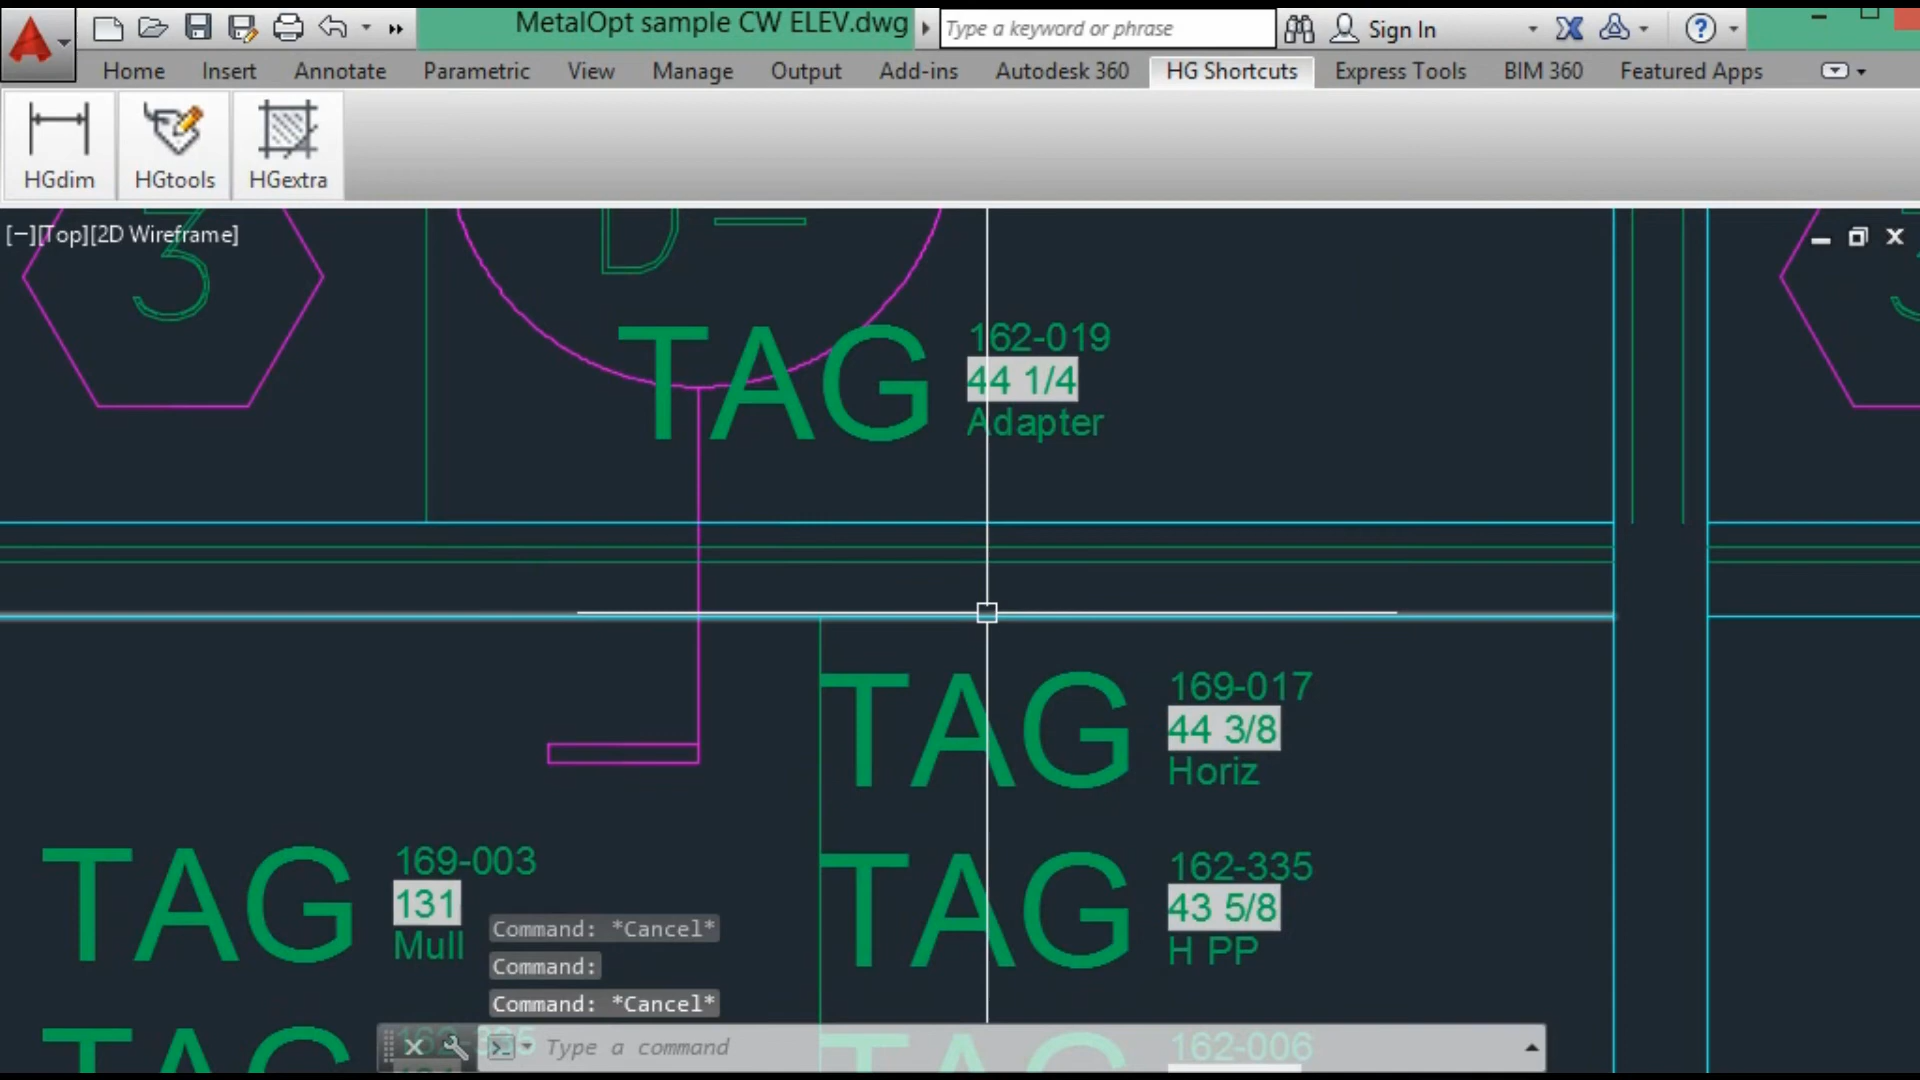 MetalOpt sample CW ELEV.dwg
Type a keyword or phrase
Sign In
Home Insert Annotate Parametric View Manage Output Add-ins Autodesk 360 HG Shortcuts Express Tools BIM 360 Featured Apps
HGdim HGtools HGextra
[−][Top][2D Wireframe]
3
D=
TAG
162-019
44 1/4
Adapter
TAG
169-017
44 3/8
Horiz
TAG
169-003
131
Mull
TAG
162-335
43 5/8
H PP
Command: *Cancel*
Command:
Command: *Cancel*
TAG
Type a command
TAG
162-006